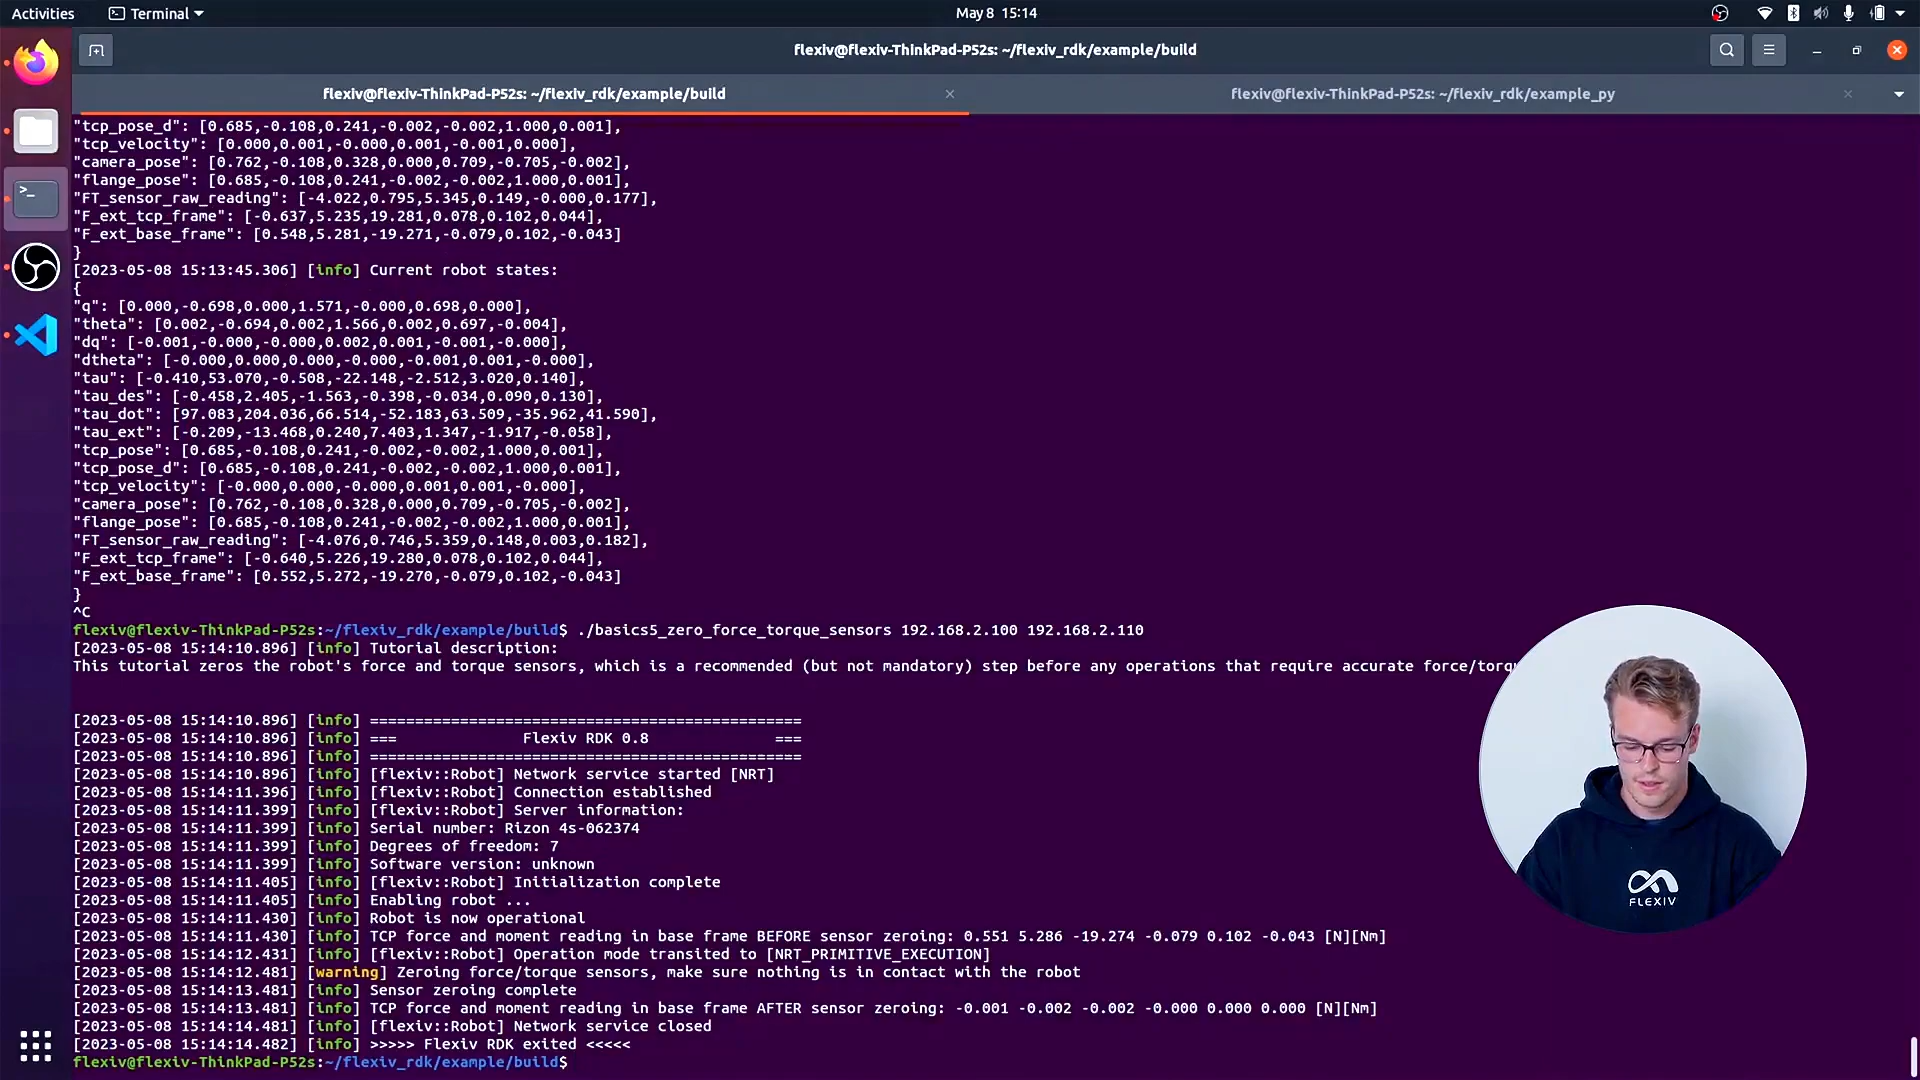 Activities
Terminal
May 8 15:14
flexiv@flexiv-ThinkPad-P52s: ~/flexiv_rdk/example/build
flexiv@flexiv-ThinkPad-P52s: ~/flexiv_rdk/example/build
flexiv@flexiv-ThinkPad-P52s: ~/flexiv_rdk/example_py
"tcp_pose_d": [0.685,-0.108,0.241,-0.002,-0.002,1.000,0.001],
"tcp_velocity": [0.000,0.001,-0.000,0.001,-0.001,0.000],
"camera_pose": [0.762,-0.108,0.328,0.000,0.709,-0.705,-0.002],
"flange_pose": [0.685,-0.108,0.241,-0.002,-0.002,1.000,0.001],
"FT_sensor_raw_reading": [-4.022,0.795,5.345,0.149,-0.000,0.177],
"F_ext_tcp_frame": [-0.637,5.235,19.281,0.078,0.102,0.044],
"F_ext_base_frame": [0.548,5.281,-19.271,-0.079,0.102,-0.043]
}
[2023-05-08 15:13:45.306] [info] Current robot states:
{
"q": [0.000,-0.698,0.000,1.571,-0.000,0.698,0.000],
"theta": [0.002,-0.694,0.002,1.566,0.002,0.697,-0.004],
"dq": [-0.001,-0.000,-0.000,0.002,0.001,-0.001,-0.000],
"dtheta": [-0.000,0.000,0.000,-0.000,-0.001,0.001,-0.000],
"tau": [-0.410,53.070,-0.508,-22.148,-2.512,3.020,0.140],
"tau_des": [-0.458,2.405,-1.563,-0.398,-0.034,0.090,0.130],
"tau_dot": [97.083,204.036,66.514,-52.183,63.509,-35.962,41.590],
"tau_ext": [-0.209,-13.468,0.240,7.403,1.347,-1.917,-0.058],
"tcp_pose": [0.685,-0.108,0.241,-0.002,-0.002,1.000,0.001],
"tcp_pose_d": [0.685,-0.108,0.241,-0.002,-0.002,1.000,0.001],
"tcp_velocity": [-0.000,0.000,-0.000,0.001,0.001,-0.000],
"camera_pose": [0.762,-0.108,0.328,0.000,0.709,-0.705,-0.002],
"flange_pose": [0.685,-0.108,0.241,-0.002,-0.002,1.000,0.001],
"FT_sensor_raw_reading": [-4.076,0.746,5.359,0.148,0.003,0.182],
"F_ext_tcp_frame": [-0.640,5.226,19.280,0.078,0.102,0.044],
"F_ext_base_frame": [0.552,5.272,-19.270,-0.079,0.102,-0.043]
}
^C
flexiv@flexiv-ThinkPad-P52s:~/flexiv_rdk/example/build$ ./basics5_zero_force_torque_sensors 192.168.2.100 192.168.2.110
[2023-05-08 15:14:10.896] [info] Tutorial description:
This tutorial zeros the robot's force and torque sensors, which is a recommended (but not mandatory) step before any operations that require accurate force/torq
[2023-05-08 15:14:10.896] [info] ================================================
[2023-05-08 15:14:10.896] [info] ===              Flexiv RDK 0.8              ===
[2023-05-08 15:14:10.896] [info] ================================================
[2023-05-08 15:14:10.896] [info] [flexiv::Robot] Network service started [NRT]
[2023-05-08 15:14:11.396] [info] [flexiv::Robot] Connection established
[2023-05-08 15:14:11.399] [info] [flexiv::Robot] Server information:
[2023-05-08 15:14:11.399] [info] Serial number: Rizon 4s-062374
[2023-05-08 15:14:11.399] [info] Degrees of freedom: 7
[2023-05-08 15:14:11.399] [info] Software version: unknown
[2023-05-08 15:14:11.405] [info] [flexiv::Robot] Initialization complete
[2023-05-08 15:14:11.405] [info] Enabling robot ...
[2023-05-08 15:14:11.430] [info] Robot is now operational
[2023-05-08 15:14:11.430] [info] TCP force and moment reading in base frame BEFORE sensor zeroing: 0.551 5.286 -19.274 -0.079 0.102 -0.043 [N][Nm]
[2023-05-08 15:14:12.431] [info] [flexiv::Robot] Operation mode transited to [NRT_PRIMITIVE_EXECUTION]
[2023-05-08 15:14:12.481] [warning] Zeroing force/torque sensors, make sure nothing is in contact with the robot
[2023-05-08 15:14:13.481] [info] Sensor zeroing complete
[2023-05-08 15:14:13.481] [info] TCP force and moment reading in base frame AFTER sensor zeroing: -0.001 -0.002 -0.002 -0.000 0.000 0.000 [N][Nm]
[2023-05-08 15:14:14.481] [info] [flexiv::Robot] Network service closed
[2023-05-08 15:14:14.482] [info] >>>>> Flexiv RDK exited <<<<<
flexiv@flexiv-ThinkPad-P52s:~/flexiv_rdk/example/build$
FLEXIV